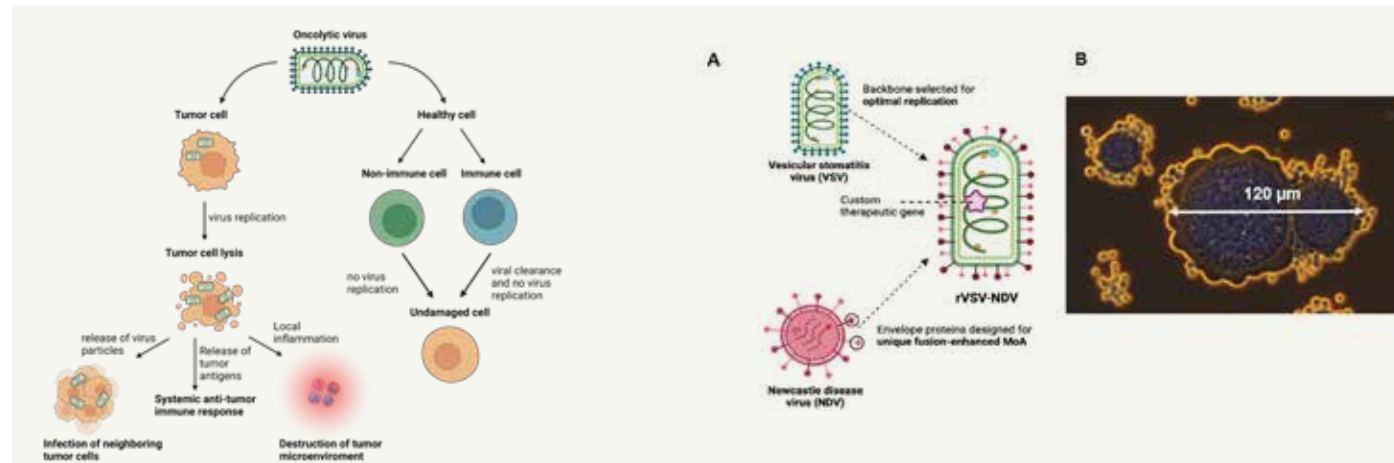 Oncolytic virus
Tumor cell
Healthy cell
Non-immune cell
Immune cell
virus replication
Tumor cell lysis
no virus
replication
viral clearance
and no virus
replication
Undamaged cell
release of virus
particles
Release of
tumor
antigens
Local
inflammation
Systemic anti-tumor
immune response
Infection of neighboring
tumor cells
Destruction of tumor
microenviroment
A
Backbone selected for
optimal replication
Vesicular stomatitis
virus (VSV)
Custom
therapeutic gene
rVSV-NDV
Envelope proteins designed for
unique fusion-enhanced MoA
Newcastle disease
virus (NDV)
B
120 μm